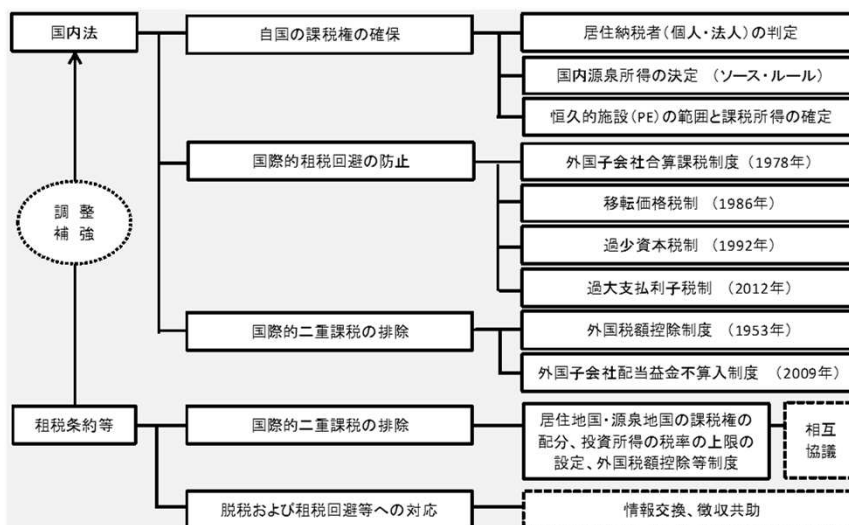 国内法
自国の課税権の確保
居住納税者(個人・法人)の判定
国内源泉所得の決定 (ソース・ルール)
恒久的施設(PE)の範囲と課税所得の確定
国際的租税回避の防止
外国子会社合算課税制度 (1978年)
移転価格税制 (1986年)
過少資本税制 (1992年)
過大支払利子税制 (2012年)
調 整
補 強
国際的二重課税の排除
外国税額控除制度 (1953年)
外国子会社配当益金不算入制度 (2009年)
租税条約等
国際的二重課税の排除
居住地国・源泉地国の課税権の
配分、投資所得の税率の上限の
設定、外国税額控除等制度
相互
協議
脱税および租税回避等への対応
情報交換、徴収共助